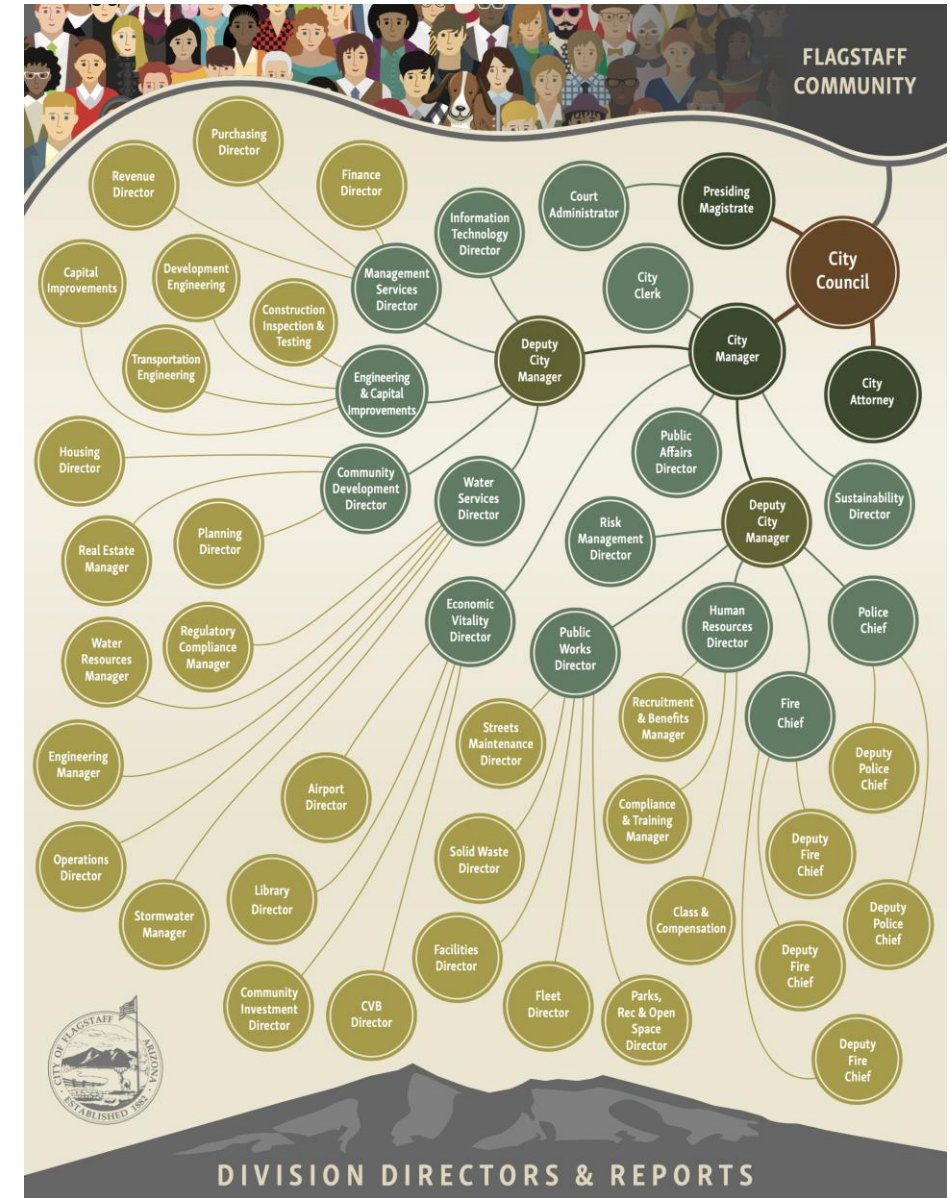 FLAGSTAFF
COMMUNITY
Purchasing
Director
Revenue
Director
Finance
Director
Information
Technology
Director
Court
Administrator
Presiding
Magistrate
City
Council
Capital
Improvements
Development
Engineering
Management
Services
Director
City
Clerk
Construction
Inspection &
Testing
Transportation
Engineering
Engineering
& Capital
Improvements
Deputy
City
Manager
City
Manager
City
Attorney
Housing
Director
Community
Development
Director
Water
Services
Director
Public
Affairs
Director
Sustainability
Director
Real Estate
Manager
Planning
Director
Risk
Management
Director
Deputy
City
Manager
Water
Resources
Manager
Regulatory
Compliance
Manager
Economic
Vitality
Director
Public
Works
Director
Human
Resources
Director
Police
Chief
Engineering
Manager
Airport
Director
Streets
Maintenance
Director
Recruitment
& Benefits
Manager
Fire
Chief
Deputy
Police
Chief
Operations
Director
Library
Director
Solid Waste
Director
Compliance
& Training
Manager
Deputy
Fire
Chief
Stormwater
Manager
Facilities
Director
Class &
Compensation
Deputy
Police
Chief
Deputy
Fire
Chief
Community
Investment
Director
CVB
Director
Fleet
Director
Parks,
Rec & Open
Space
Director
Deputy
Fire
Chief
CITY OF FLAGSTAFF
ARIZONA
ESTABLISHED 1882
DIVISION DIRECTORS & REPORTS